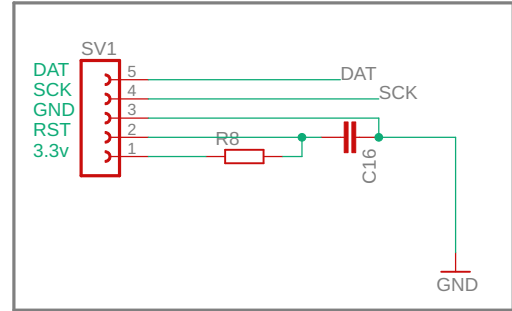 SV1
DAT 5 DAT
SCK 4 SCK
GND 3
RST 2 R8
3.3v 1
C16
GND